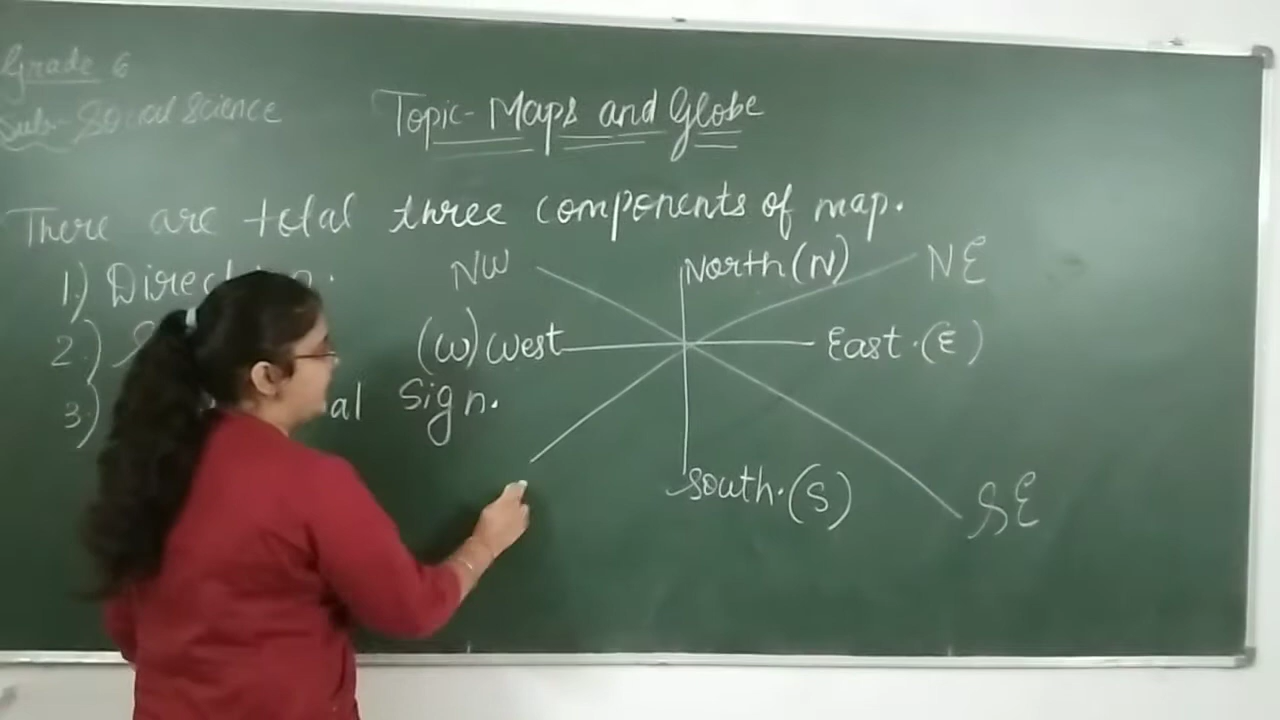 Grade 6
Sub:- Social Science
Topic- Maps and Globe
There are total three components of map.
1.) Direction.
2.)
3.) Sign.
NW
North (N)
NE
(W) West
East. (E)
South. (S)
SE